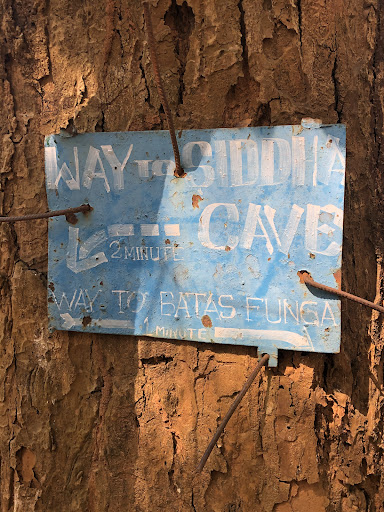 WAY TO SIDDHA
CAVE
2 MINUTE
WAY TO BATAS FUNGA
MINUTE